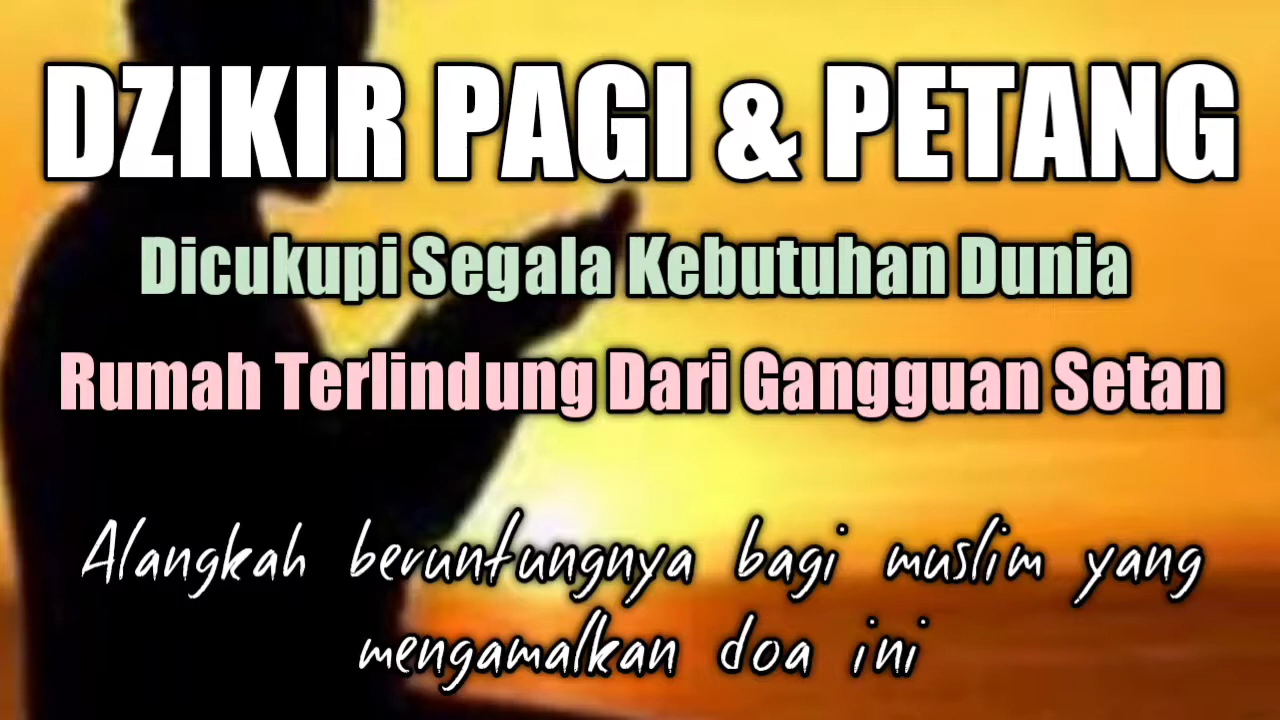 DZIKIR PAGI & PETANG
Dicukupi Segala Kebutuhan Dunia
Rumah Terlindung Dari Gangguan Setan
Alangkah beruntungnya bagi muslim yang
mengamalkan doa ini